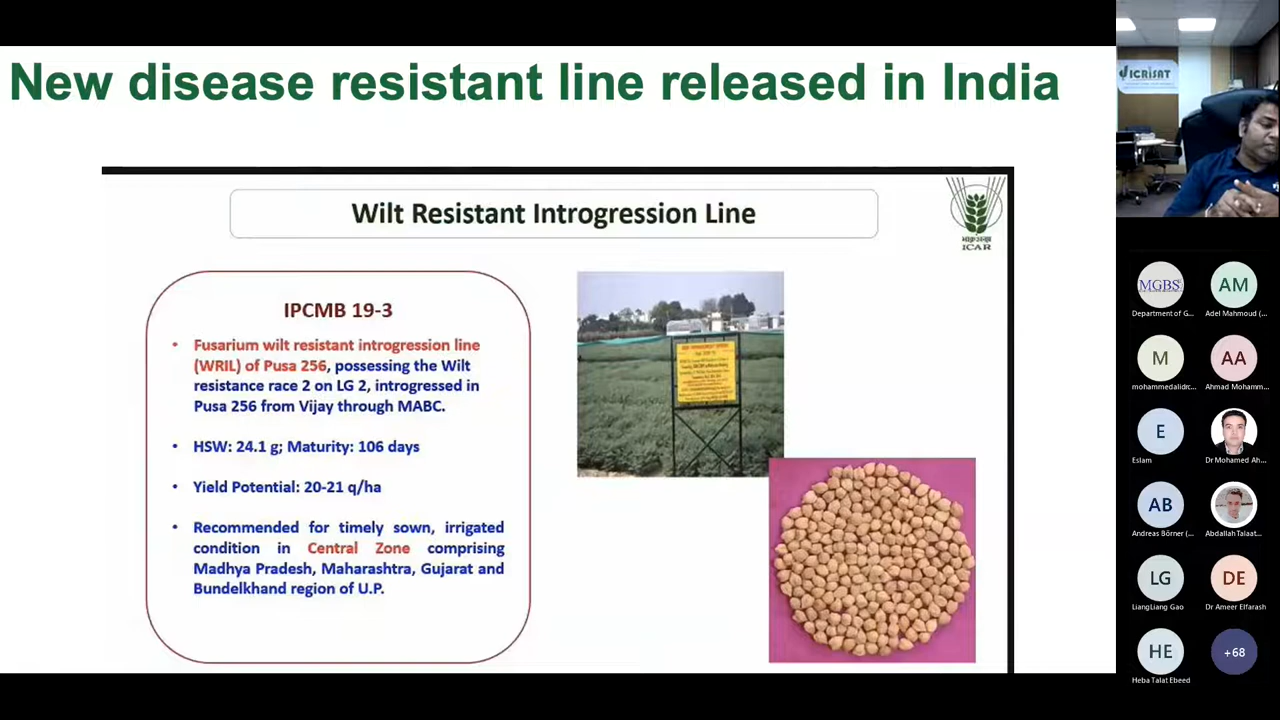 New disease resistant line released in India
Wilt Resistant Introgression Line
ICAR
IPCMB 19-3
• Fusarium wilt resistant introgression line
(WRIL) of Pusa 256, possessing the Wilt
resistance race 2 on LG 2, introgressed in
Pusa 256 from Vijay through MABC.
• HSW: 24.1 g; Maturity: 106 days
• Yield Potential: 20-21 q/ha
• Recommended for timely sown, irrigated
condition in Central Zone comprising
Madhya Pradesh, Maharashtra, Gujarat and
Bundelkhand region of U.P.
ICRISAT
MGBS
Department of G...
AM
Adel Mahmoud (...
M
mohammedalidrc...
AA
Ahmad Mohamm...
E
Eslam
Dr Mohamed Ah...
AB
Andreas Börner (...
Abdallah Talaat...
LG
LiangLiang Gao
DE
Dr Ameer Elfarash
HE
Heba Talat Ebeed
+68